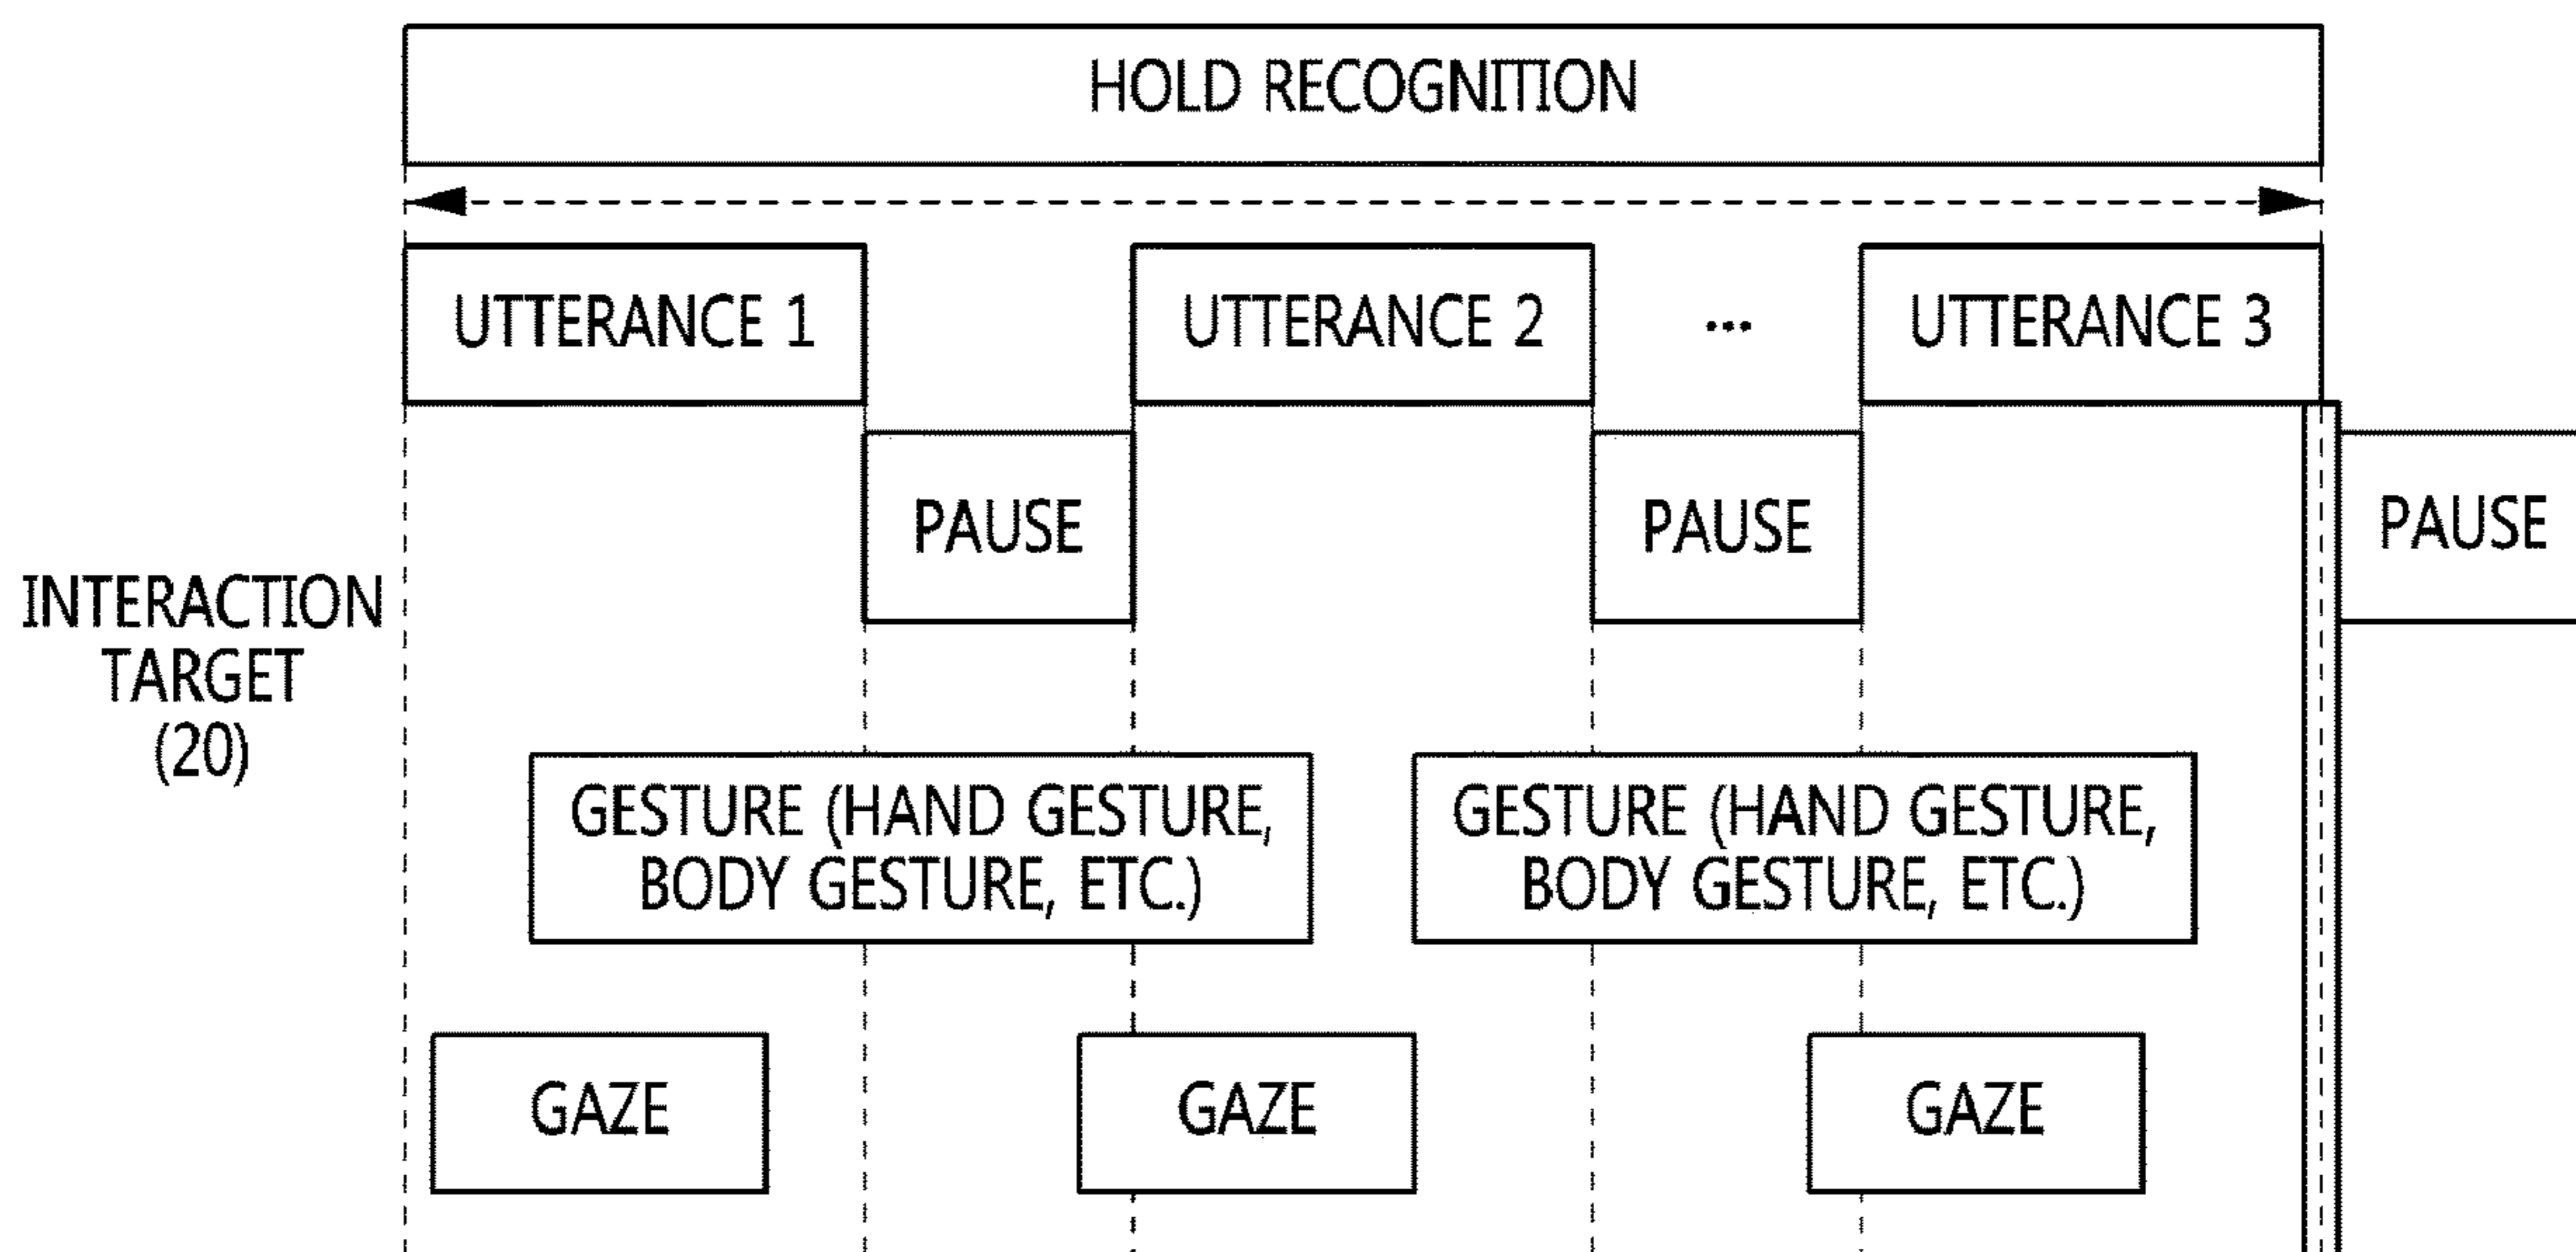 HOLD RECOGNITION
UTTERANCE 1
UTTERANCE 2
...
UTTERANCE 3
PAUSE
PAUSE
PAUSE
INTERACTION
TARGET
(20)
GESTURE (HAND GESTURE,
BODY GESTURE, ETC.)
GESTURE (HAND GESTURE,
BODY GESTURE, ETC.)
GAZE
GAZE
GAZE